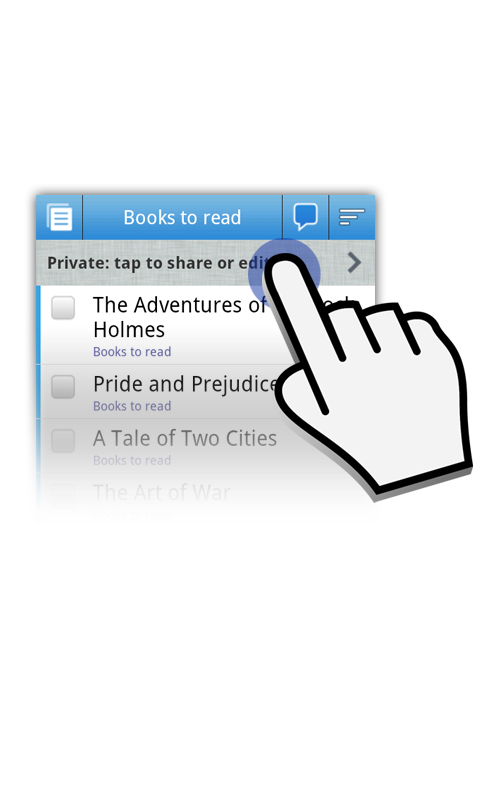 Books to read
Private: tap to share or edit
The Adventures of
Holmes
Books to read
Pride and Prejudice
Books to read
A Tale of Two Cities
Books to read
The Art of War